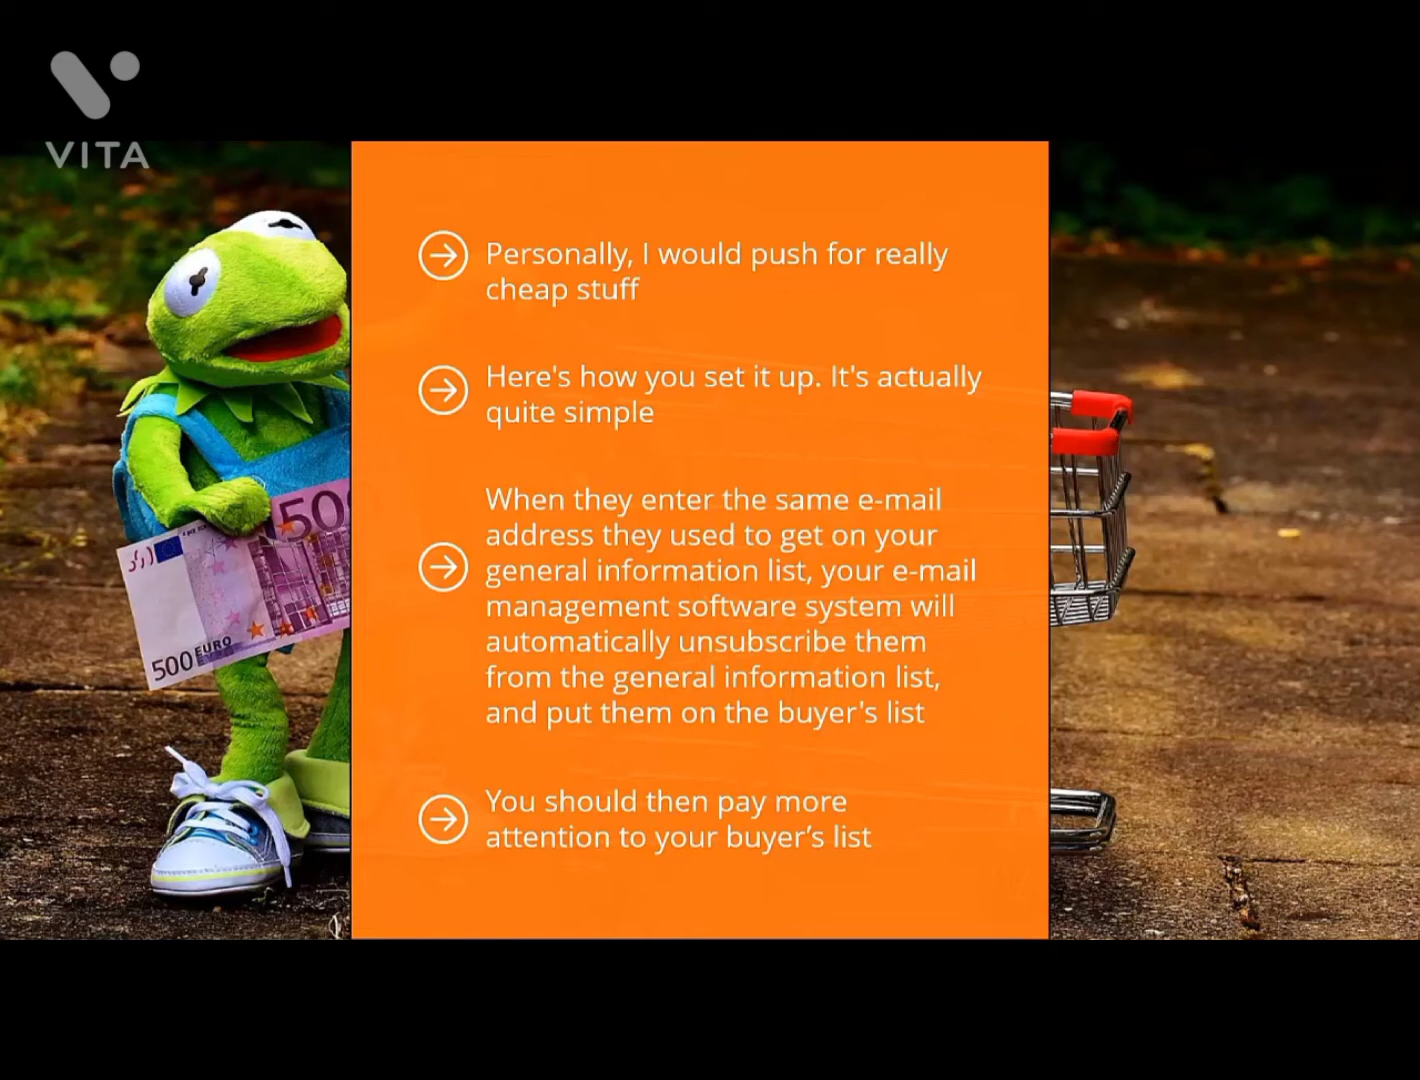 VITA
Personally, I would push for really
cheap stuff
Here's how you set it up. It's actually
quite simple
When they enter the same e-mail
address they used to get on your
general information list, your e-mail
management software system will
automatically unsubscribe them
from the general information list,
and put them on the buyer's list
You should then pay more
attention to your buyer’s list
500
500 EURO